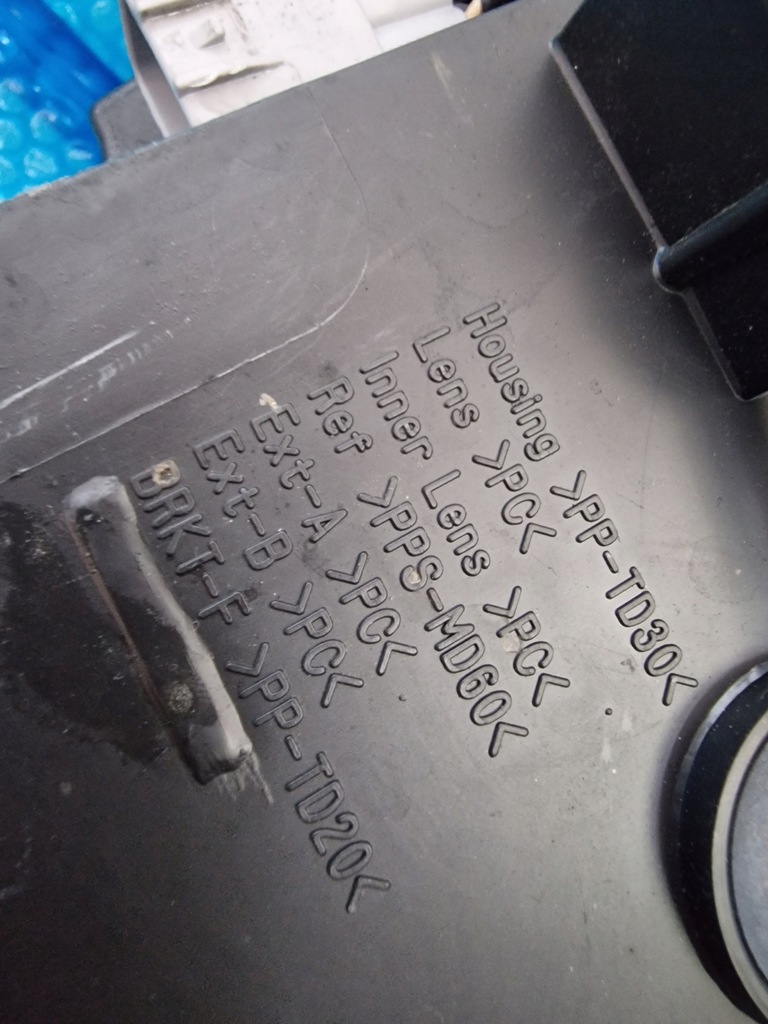 Housing >PP-TD30<
Lens >PC<
Inner Lens >PC<
Ref >PPS-MD60<
Ext-A >PC<
Ext-B >PC<
BRKT-F >PP-TD20<